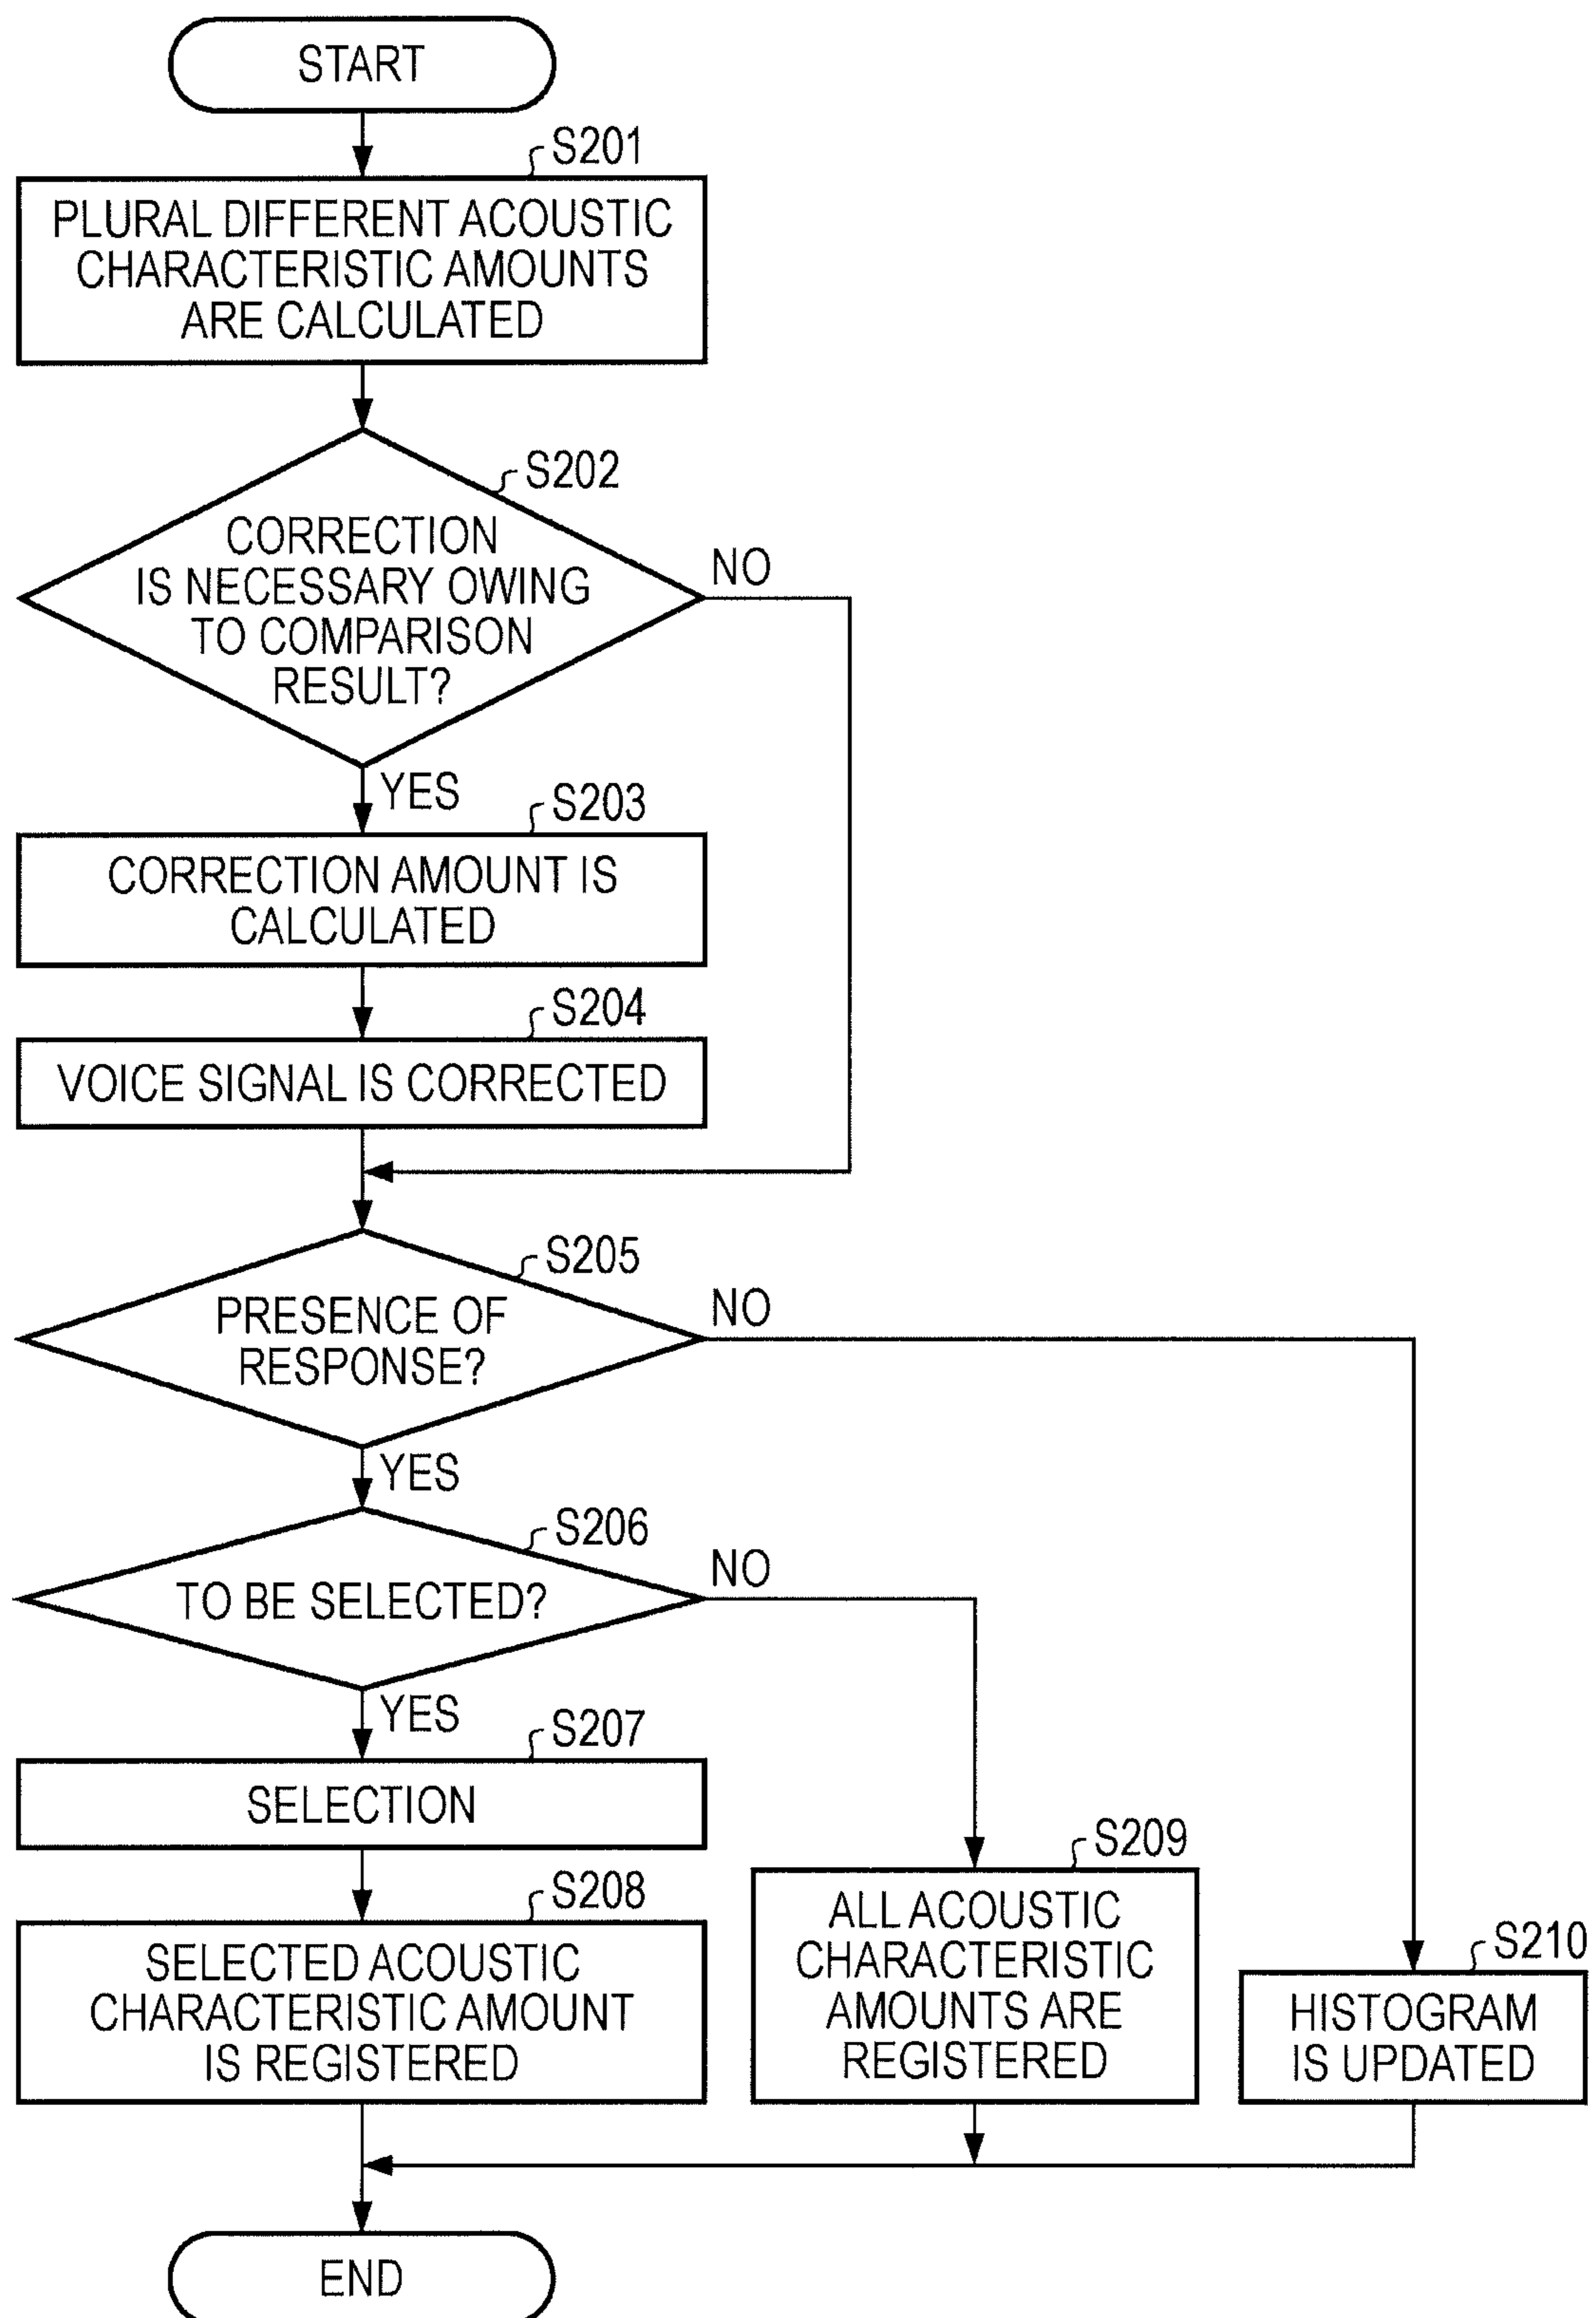 START
S201
PLURAL DIFFERENT ACOUSTIC
CHARACTERISTIC AMOUNTS
ARE CALCULATED
S202
CORRECTION
IS NECESSARY OWING
TO COMPARISON
RESULT?
NO
YES
S203
CORRECTION AMOUNT IS
CALCULATED
S204
VOICE SIGNAL IS CORRECTED
S205
PRESENCE OF
RESPONSE?
NO
YES
S206
TO BE SELECTED?
NO
YES
S207
SELECTION
S208
SELECTED ACOUSTIC
CHARACTERISTIC AMOUNT
IS REGISTERED
S209
ALL ACOUSTIC
CHARACTERISTIC
AMOUNTS ARE
REGISTERED
S210
HISTOGRAM
IS UPDATED
END